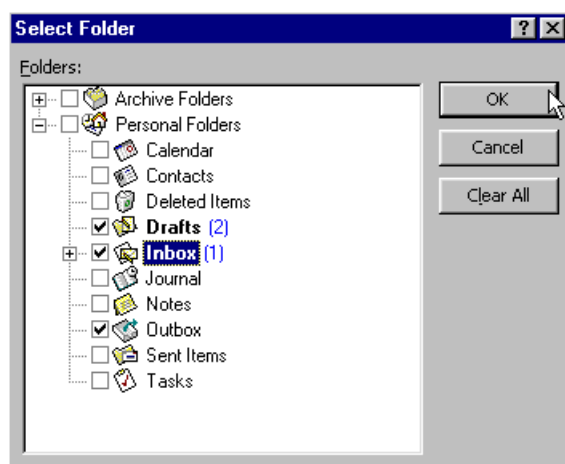 Select Folder
Folders:
Archive Folders
Personal Folders
Calendar
Contacts
Deleted Items
Drafts (2)
Inbox (1)
Journal
Notes
Outbox
Sent Items
Tasks
OK
Cancel
Clear All